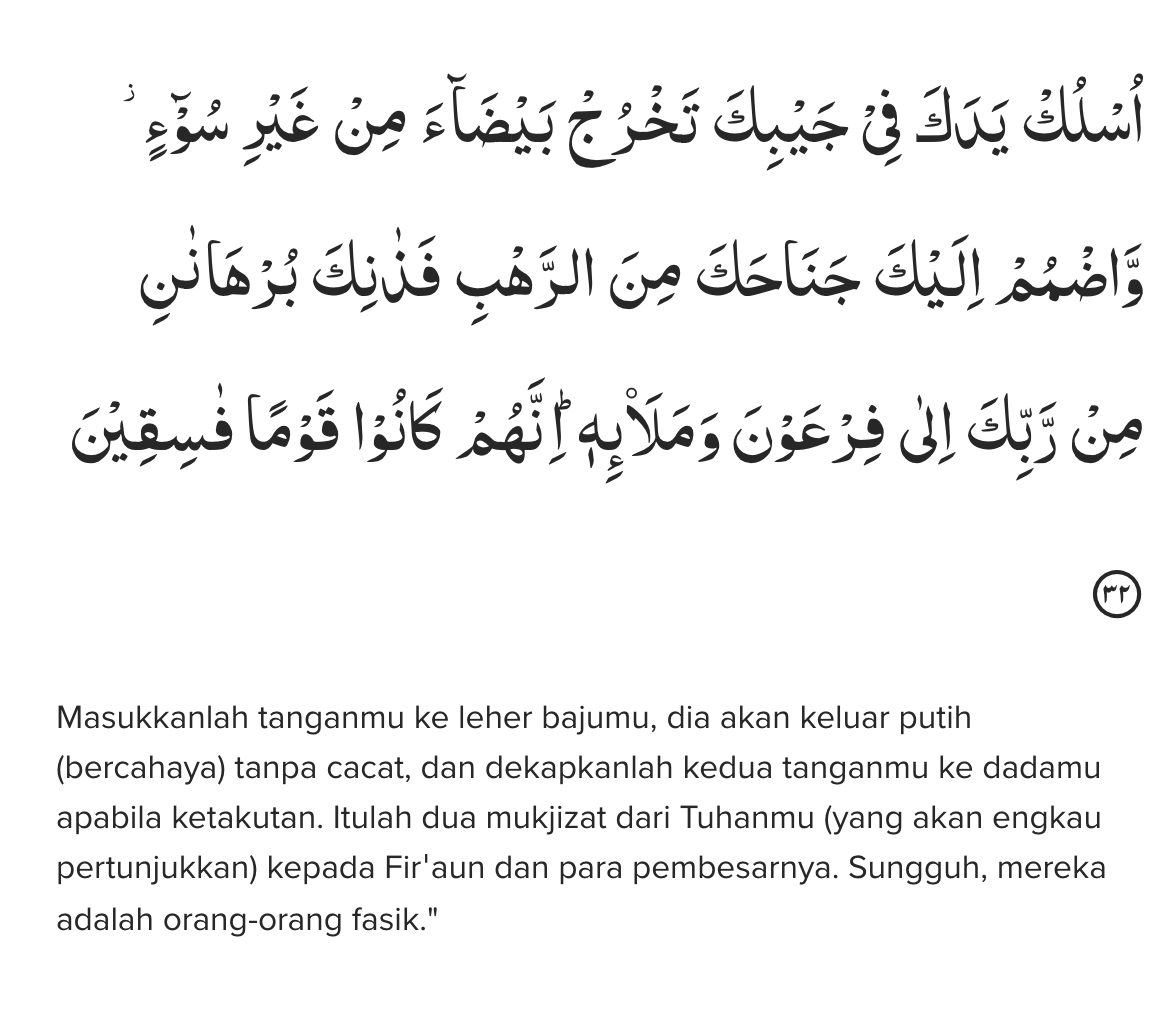 اُسْلُكْ يَدَكَ فِيْ جَيْبِكَ تَخْرُجْ بَيْضَاۤءَ مِنْ غَيْرِ سُوْۤءٍ ۖ
وَّاضْمُمْ اِلَيْكَ جَنَاحَكَ مِنَ الرَّهْبِ فَذٰنِكَ بُرْهَانٰنِ
مِنْ رَّبِّكَ اِلٰى فِرْعَوْنَ وَمَلَا۟ىِٕهٖ ۗاِنَّهُمْ كَانُوْا قَوْمًا فٰسِقِيْنَ
٣٢
Masukkanlah tanganmu ke leher bajumu, dia akan keluar putih
(bercahaya) tanpa cacat, dan dekapkanlah kedua tanganmu ke dadamu
apabila ketakutan. Itulah dua mukjizat dari Tuhanmu (yang akan engkau
pertunjukkan) kepada Fir'aun dan para pembesarnya. Sungguh, mereka
adalah orang-orang fasik."